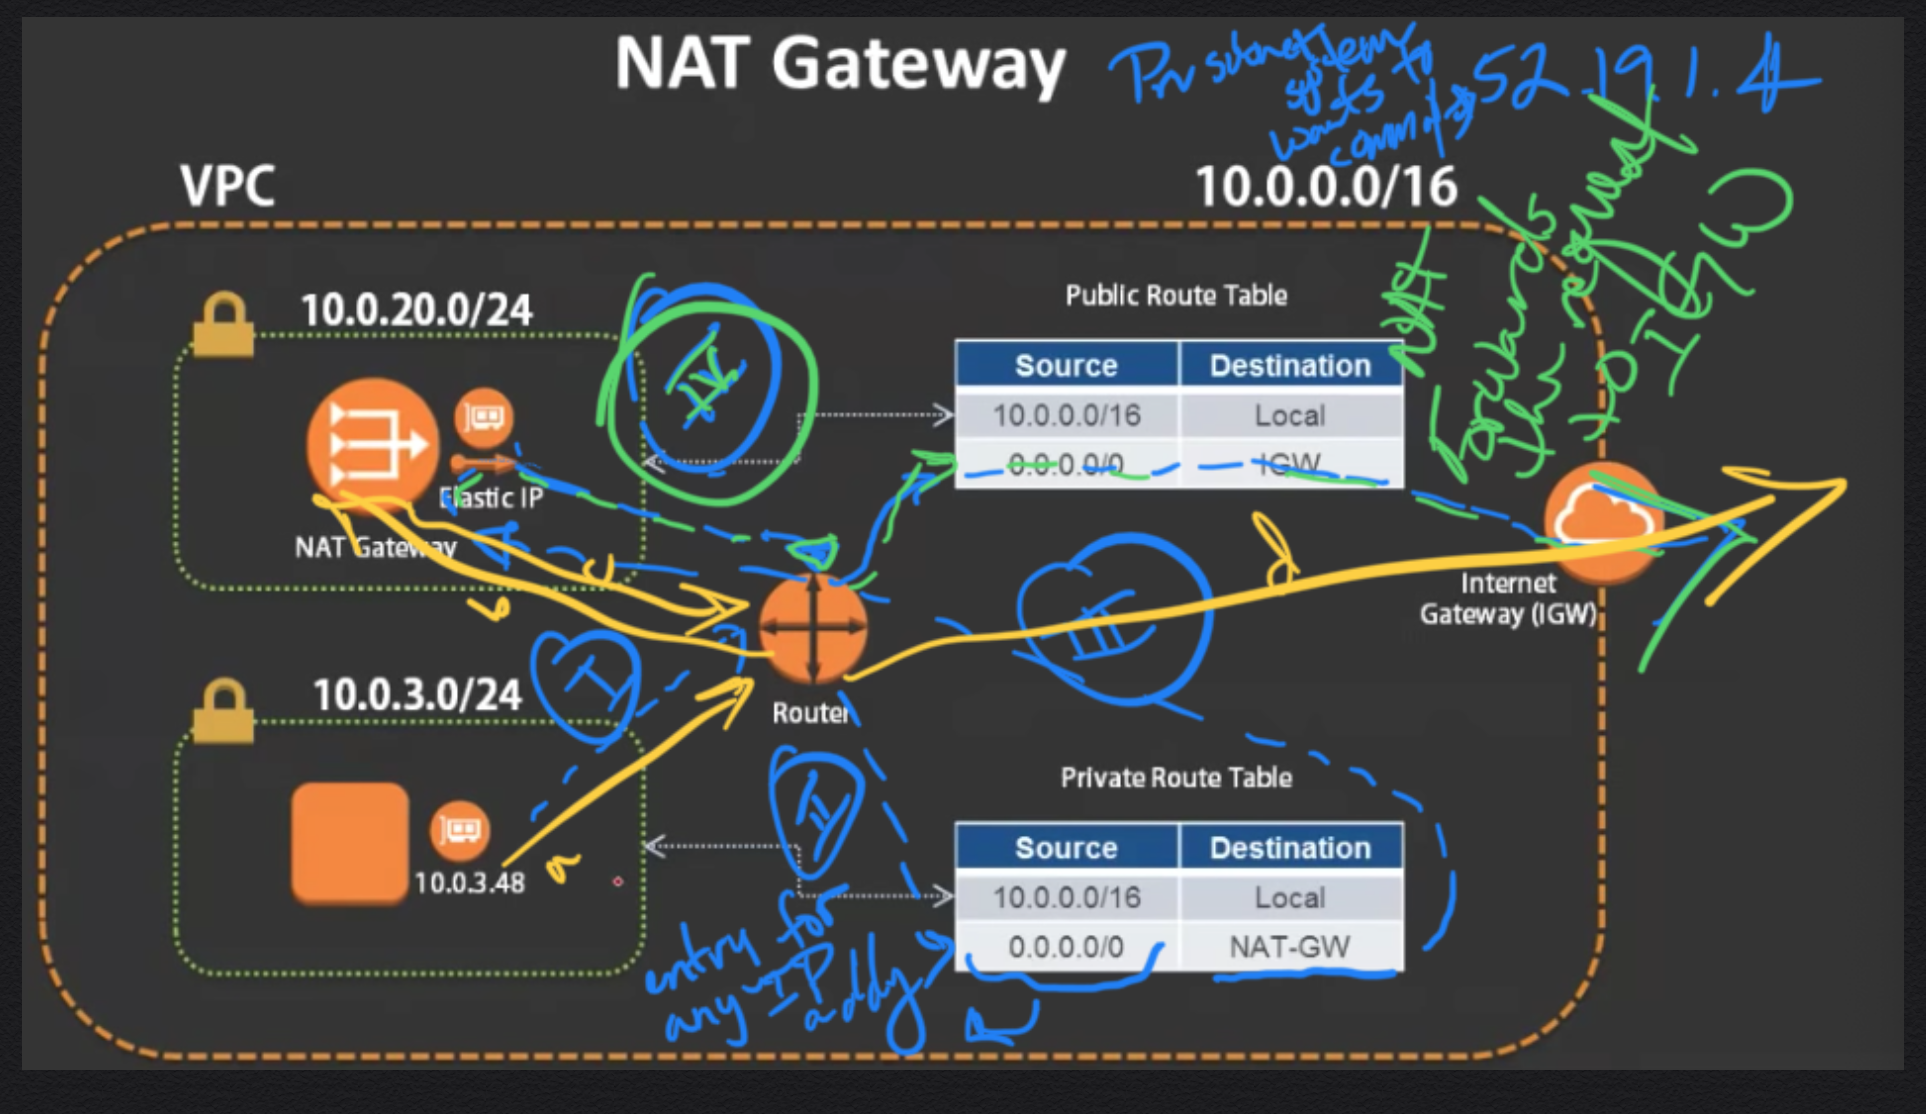 NAT Gateway
Prv subnet
wants
52.19.1.4
VPC
10.0.0.0/16
NAT
forwards
the request
to IGW
10.0.20.0/24
IV
Elastic IP
NAT Gateway
Public Route Table
Source Destination
10.0.0.0/16 Local
0.0.0.0/0 IGW
Internet
Gateway (IGW)
c
b
d
I
III
Router
10.0.3.0/24
10.0.3.48
a
II
entry for
any IP
addy
Private Route Table
Source Destination
10.0.0.0/16 Local
0.0.0.0/0 NAT-GW